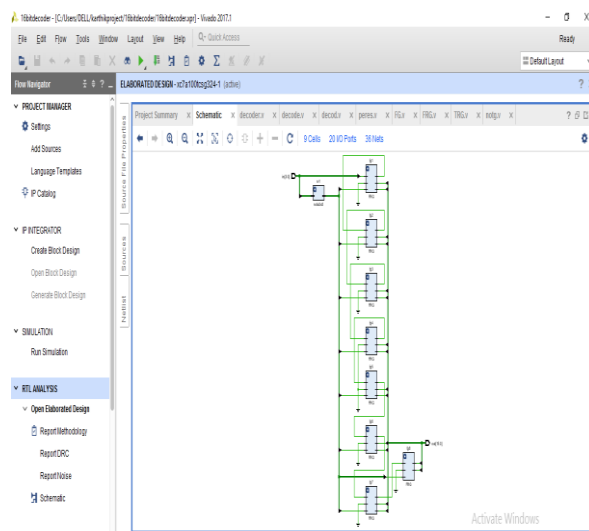 16bitdecoder - [C:/Users/DELL/karthikproject/16bitdecoder/16bitdecoder.xpr] - Vivado 2017.1
File Edit Flow Tools Window Layout View Help Quick Access
Ready
Default Layout
Flow Navigator
ELABORATED DESIGN - xc7a100tcsg324-1 (active)
PROJECT MANAGER
Settings
Add Sources
Language Templates
IP Catalog
IP INTEGRATOR
Create Block Design
Open Block Design
Generate Block Design
SIMULATION
Run Simulation
RTL ANALYSIS
Open Elaborated Design
Report Methodology
Report DRC
Report Noise
Schematic
Source File Properties
Sources
Netlist
Project Summary Schematic decoder.v decode.v decod.v peres.v FG.v FRG.v TRG.v notg.v
9 Cells 20 I/O Ports 36 Nets
Activate Windows